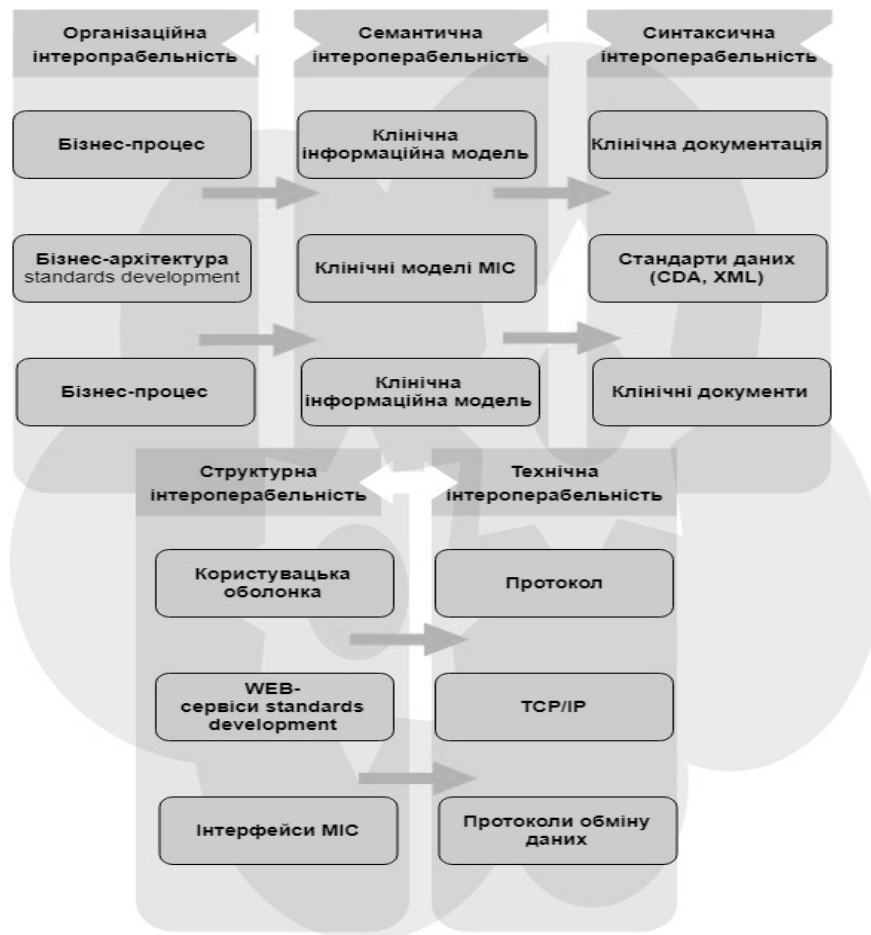 Організаційна
інтеропрабельність
Семантична
інтероперабельність
Синтаксична
інтероперабельність
Бізнес-процес
Клінічна
інформаційна модель
Клінічна документація
Бізнес-архітектура
standards development
Клінічні моделі МІС
Стандарти даних
(CDA, XML)
Бізнес-процес
Клінічна
інформаційна модель
Клінічні документи
Структурна
інтероперабельність
Технічна
інтероперабельність
Користувацька
оболонка
Протокол
WEB-
сервіси standards
development
TCP/IP
Інтерфейси МІС
Протоколи обміну
даних